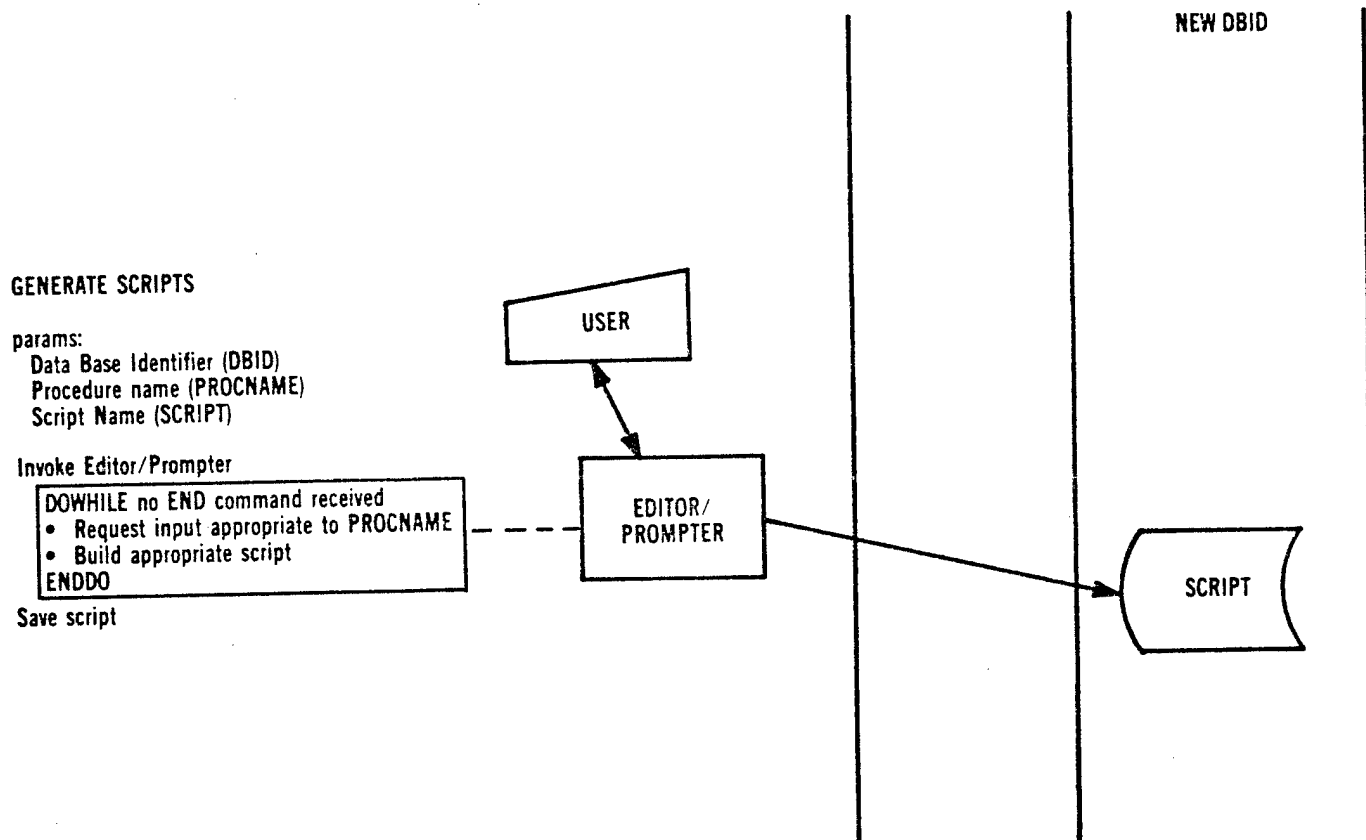 NEW DBID
GENERATE SCRIPTS
params:
Data Base Identifier (DBID)
Procedure name (PROCNAME)
Script Name (SCRIPT)
Invoke Editor/Prompter
DOWHILE no END command received
• Request input appropriate to PROCNAME
• Build appropriate script
ENDDO
Save script
USER
EDITOR/
PROMPTER
SCRIPT